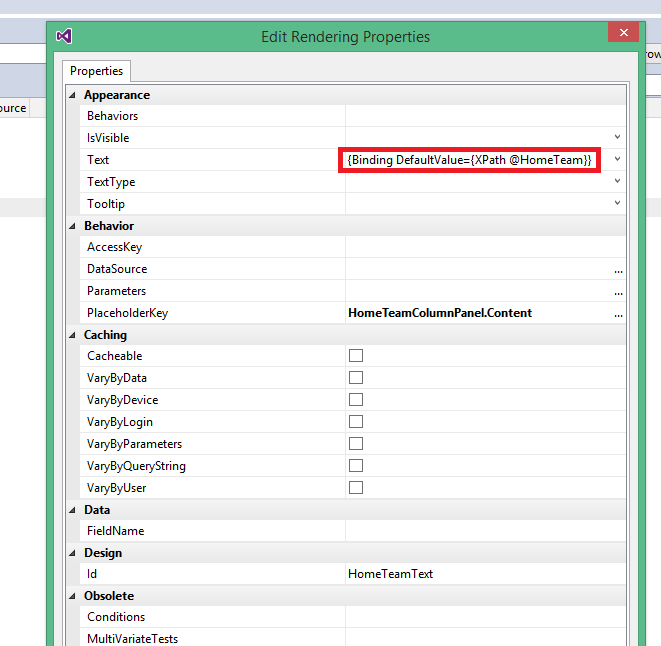 Edit Rendering Properties
row
Properties
ource
Appearance
Behaviors
IsVisible
Text {Binding DefaultValue={XPath @HomeTeam}}
TextType
Tooltip
Behavior
AccessKey
DataSource ...
Parameters ...
PlaceholderKey HomeTeamColumnPanel.Content ...
Caching
Cacheable
VaryByData
VaryByDevice
VaryByLogin
VaryByParameters
VaryByQueryString
VaryByUser
Data
FieldName
Design
Id HomeTeamText
Obsolete
Conditions
MultiVariateTests